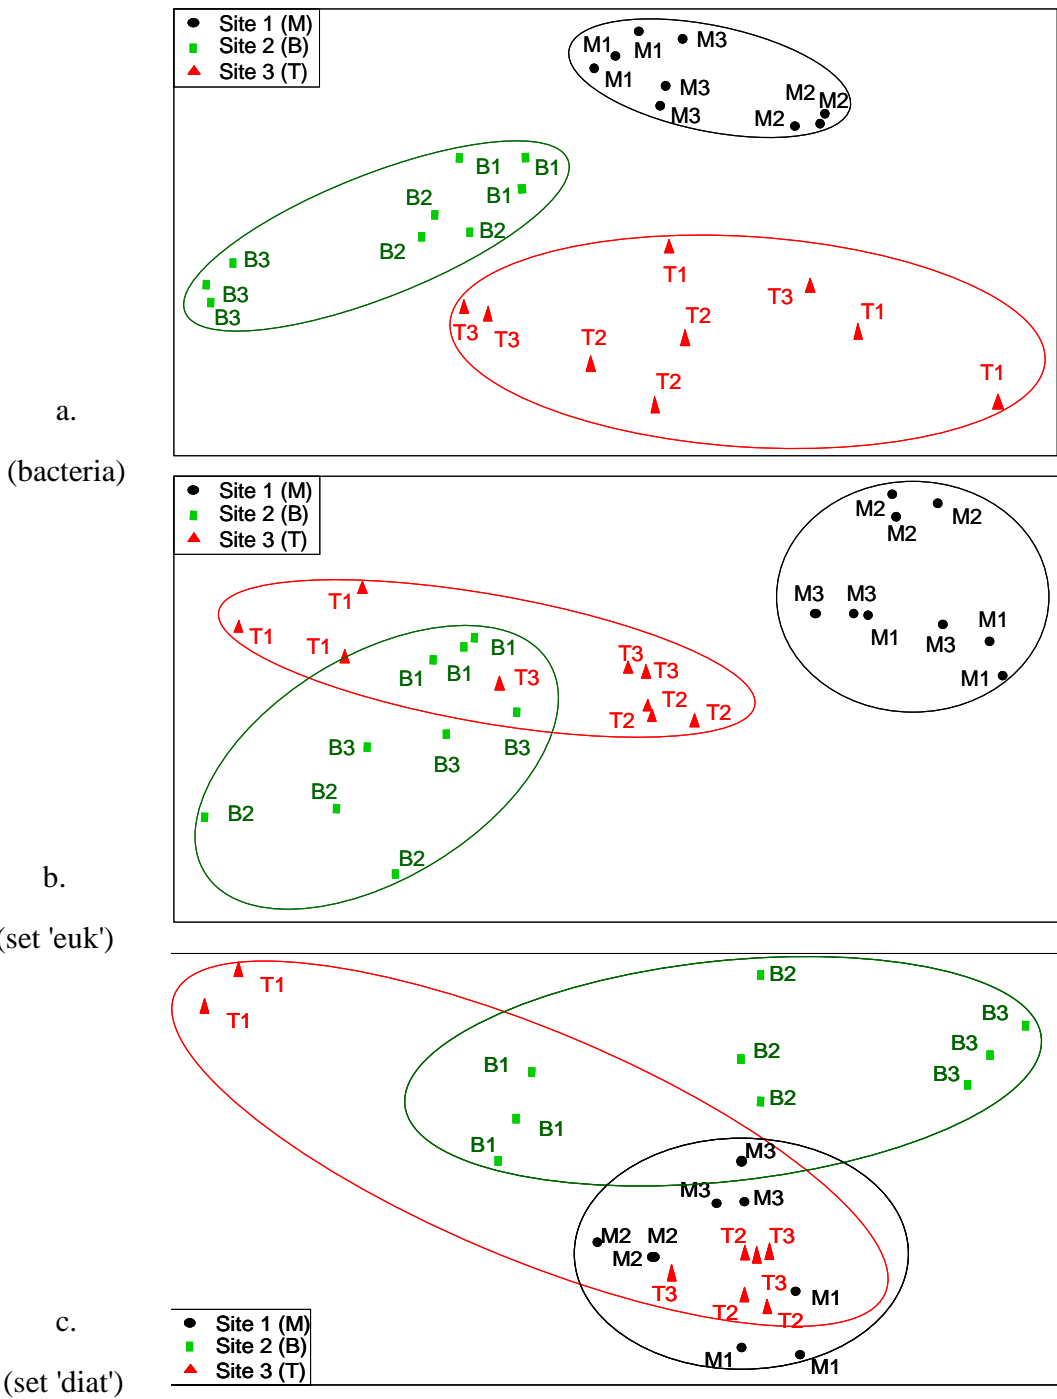 Site 1 (M)
Site 2 (B)
Site 3 (T)
M1 M1 M3
M1 M3
M3 M2 M2
M2
B1 B1
B2 B1
B2 B2
B3
B3
B3
T1 T3
T3 T3 T2 T2 T1
T2 T1
a.
(bacteria)
Site 1 (M)
Site 2 (B)
Site 3 (T)
M2 M2
M2
M3 M3
M1 M3 M1
M1
T1
T1 T1
B1 B1 B1
T3 T3
T3
T2
T2 T2
B3 B3 B3
B2 B2
B2
b.
(set 'euk')
T1
T1
B2
B3
B1 B2 B3
B3
B1 B2
B1
M3
M3 M3
M2 M2 T2 T3
M2
T3 T3
M1
T2 T2
M1 M1
c.
(set 'diat')
Site 1 (M)
Site 2 (B)
Site 3 (T)